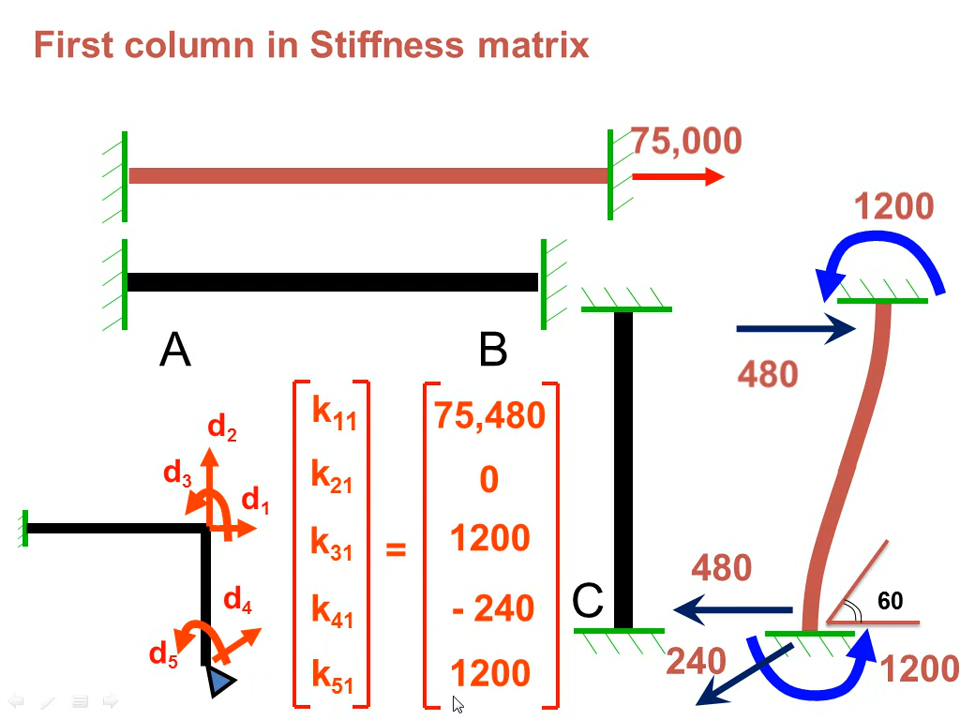 First column in Stiffness matrix
75,000
1200
A
B
480
d2
d3
d1
d4
d5
k11
k21
k31
k41
k51
=
75,480
0
1200
- 240
1200
C
480
60
240
1200